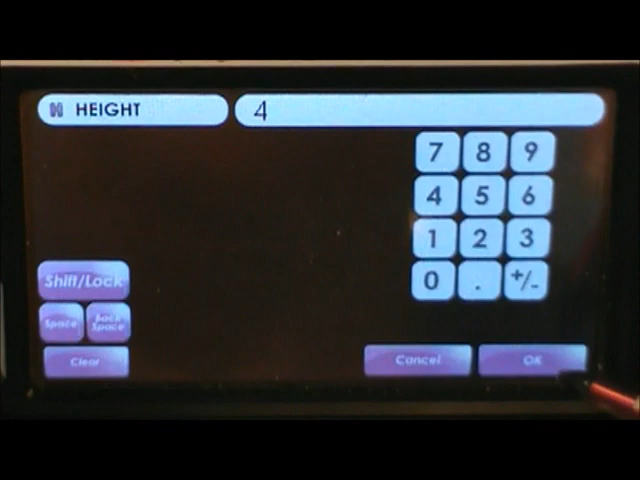 HEIGHT 4
7 8 9
4 5 6
1 2 3
0 . +/-
Shift/Lock
Space Back Space
Clear Cancel OK